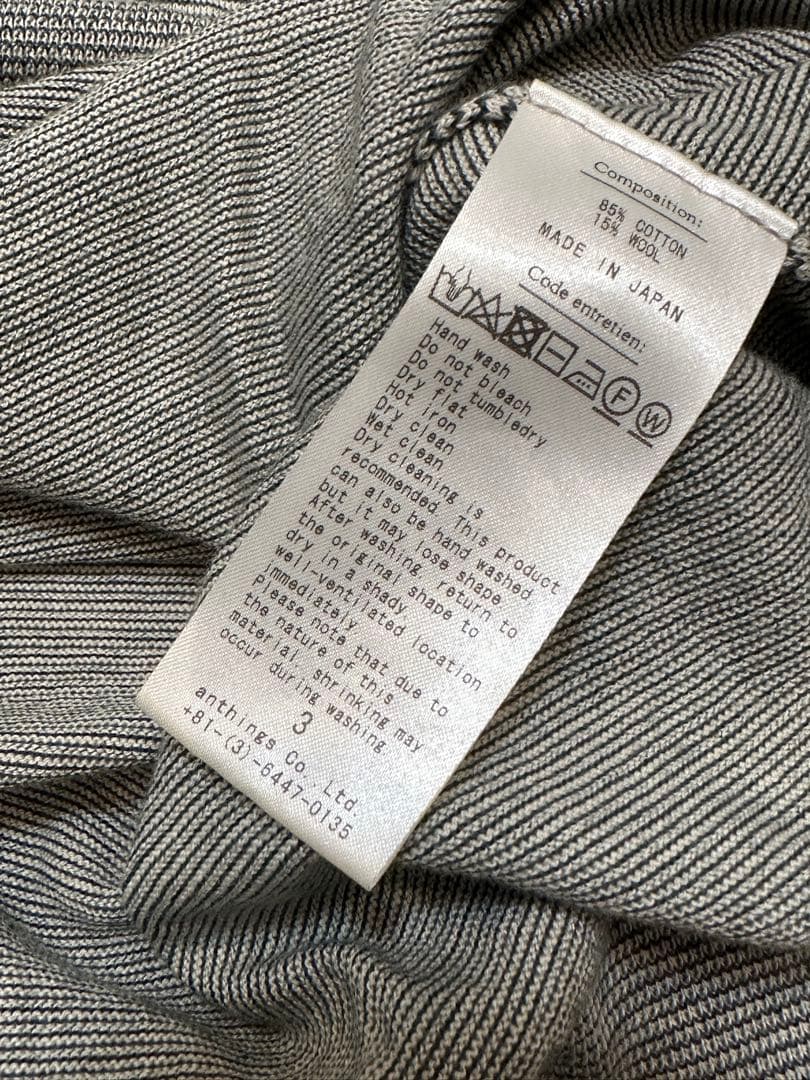 Composition:
85% COTTON
15% WOOL
MADE IN JAPAN
Code entretien:
F W
Hand wash
Do not bleach
Do not tumbledry
Dry flat
Hot iron
Dry clean
Wet clean
Dry cleaning is
recommended. This product
can also be hand washed,
but it may lose shape.
After washing, return to
the original shape to
dry in a shady,
well-ventilated location
immediately.
Please note that due to
the nature of this
material, shrinking may
occur during washing
3
anthings Co., Ltd.
+81-(3)-6447-0135